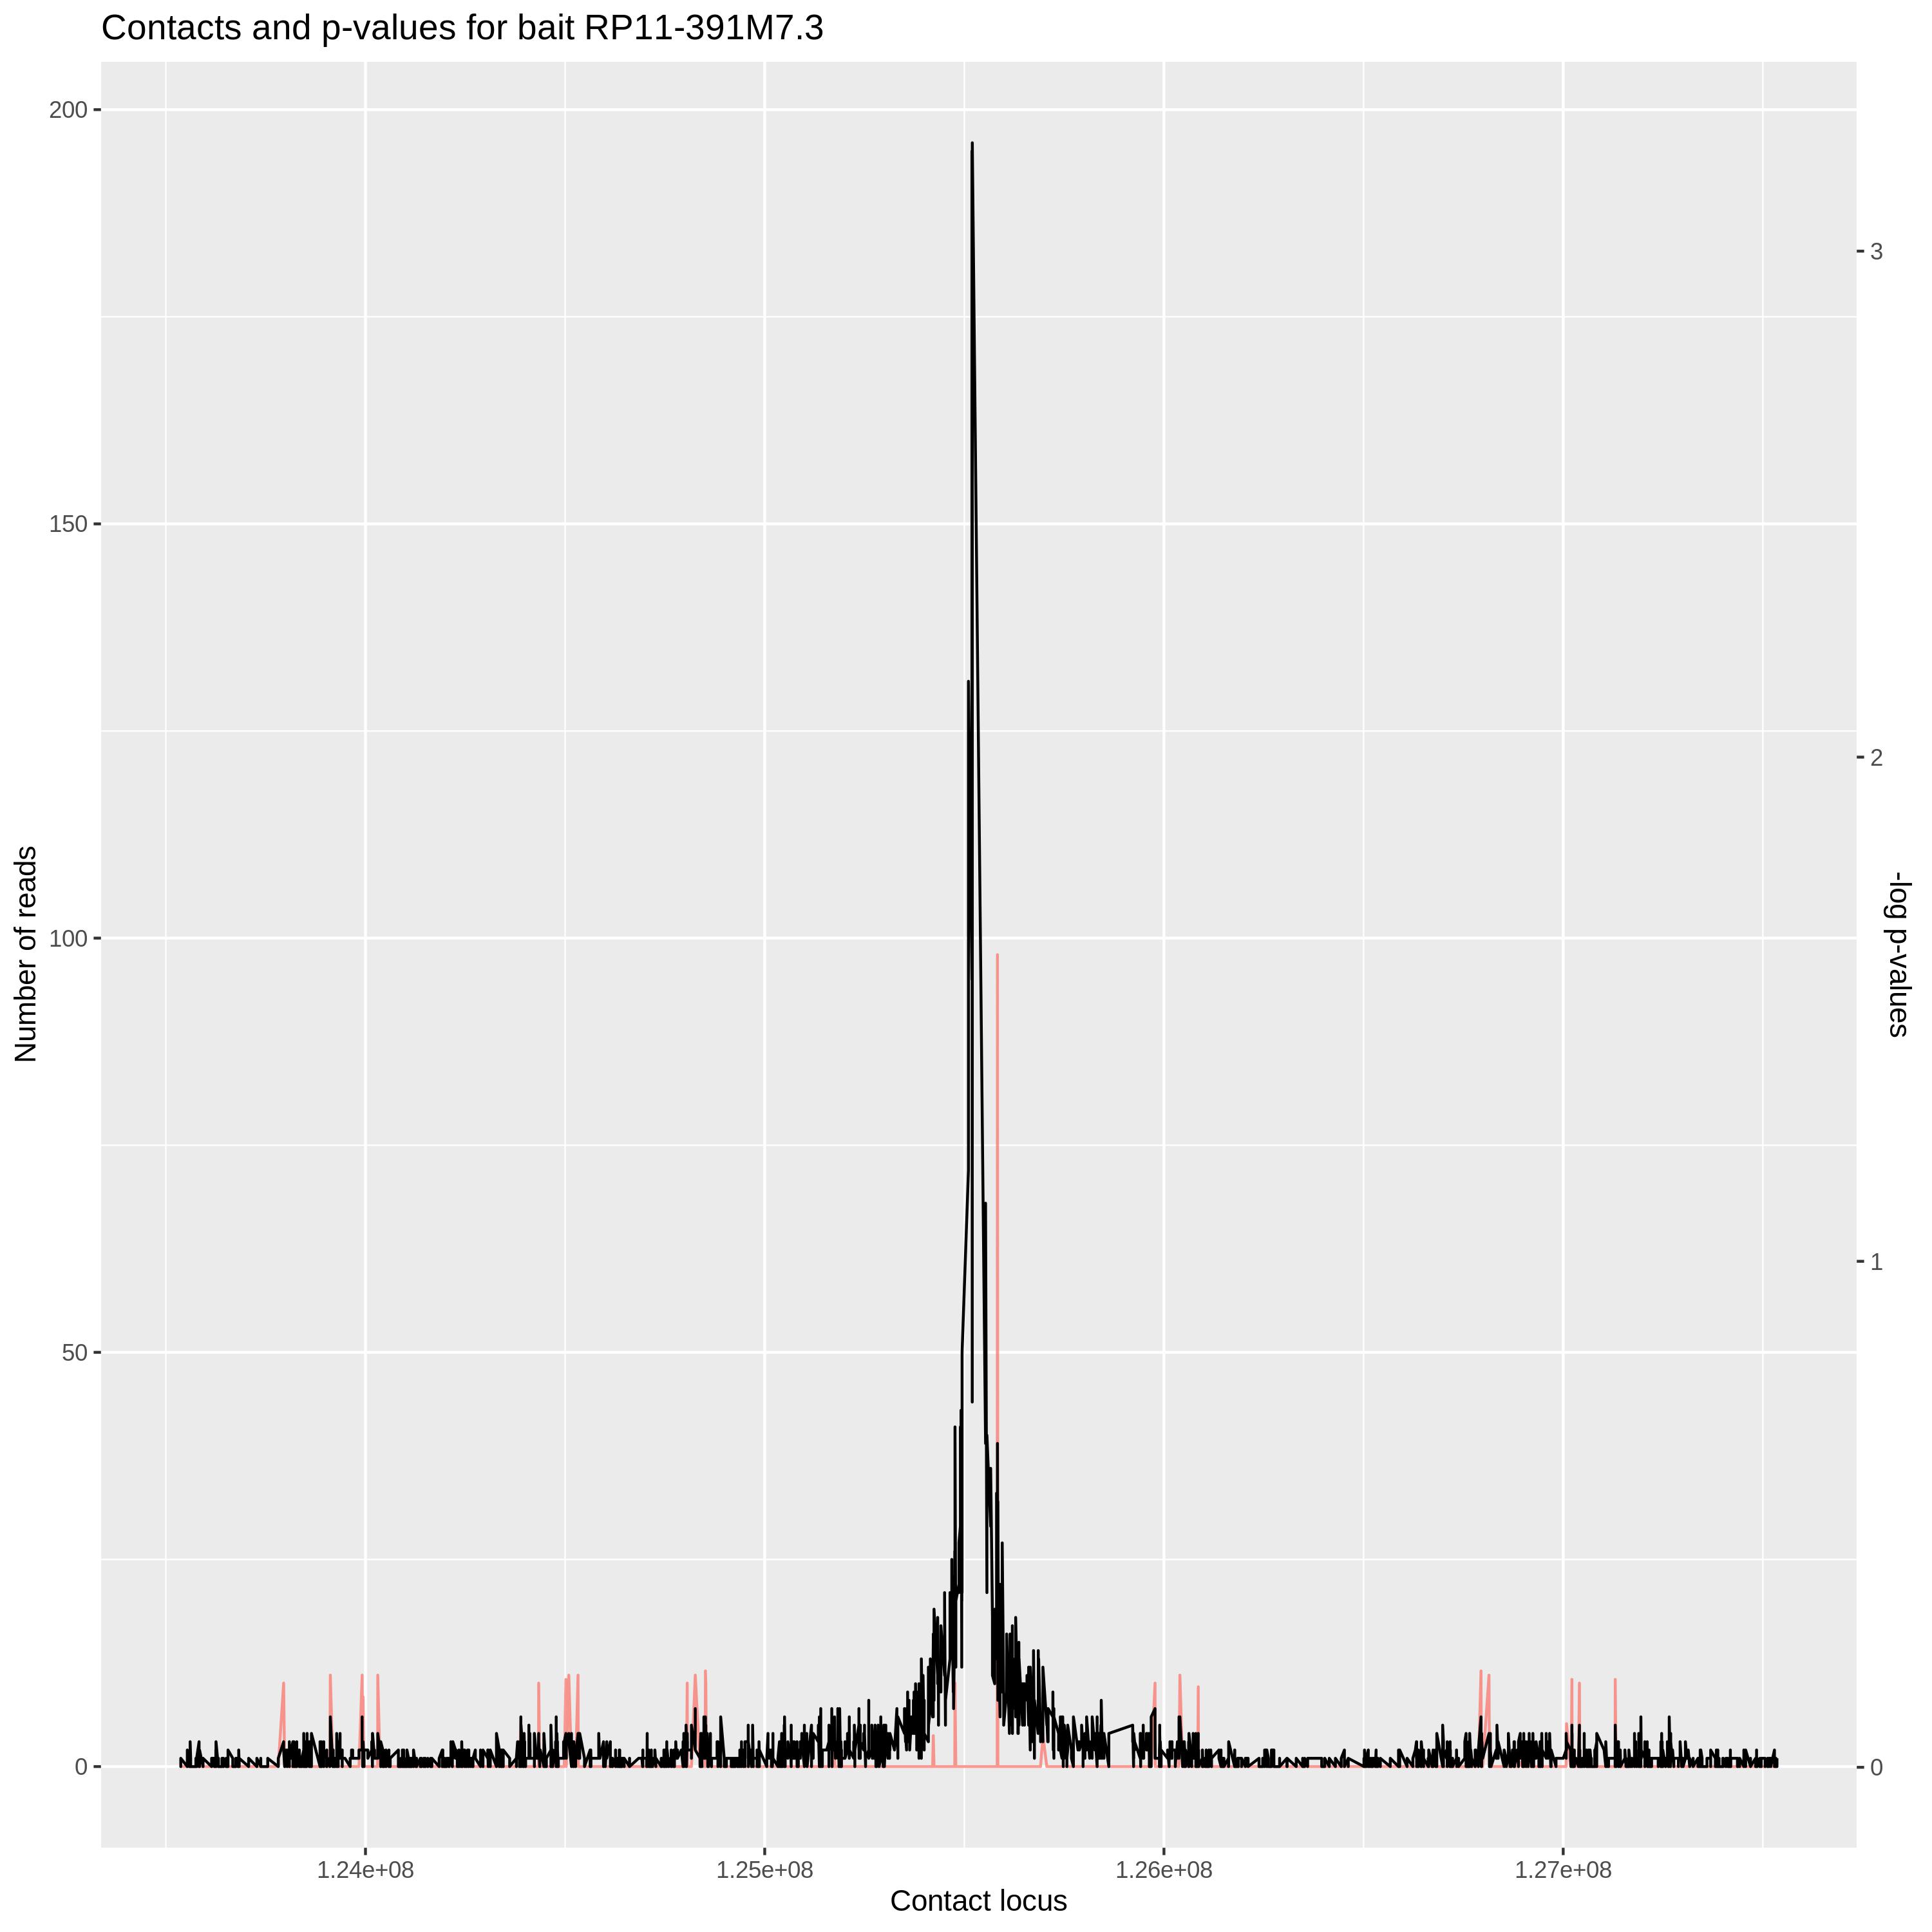 Contacts and p-values for bait RP11-391M7.3
200
150
100
50
0
Number of reads
3
2
1
0
-log p-values
1.24e+08
1.25e+08
1.26e+08
1.27e+08
Contact locus